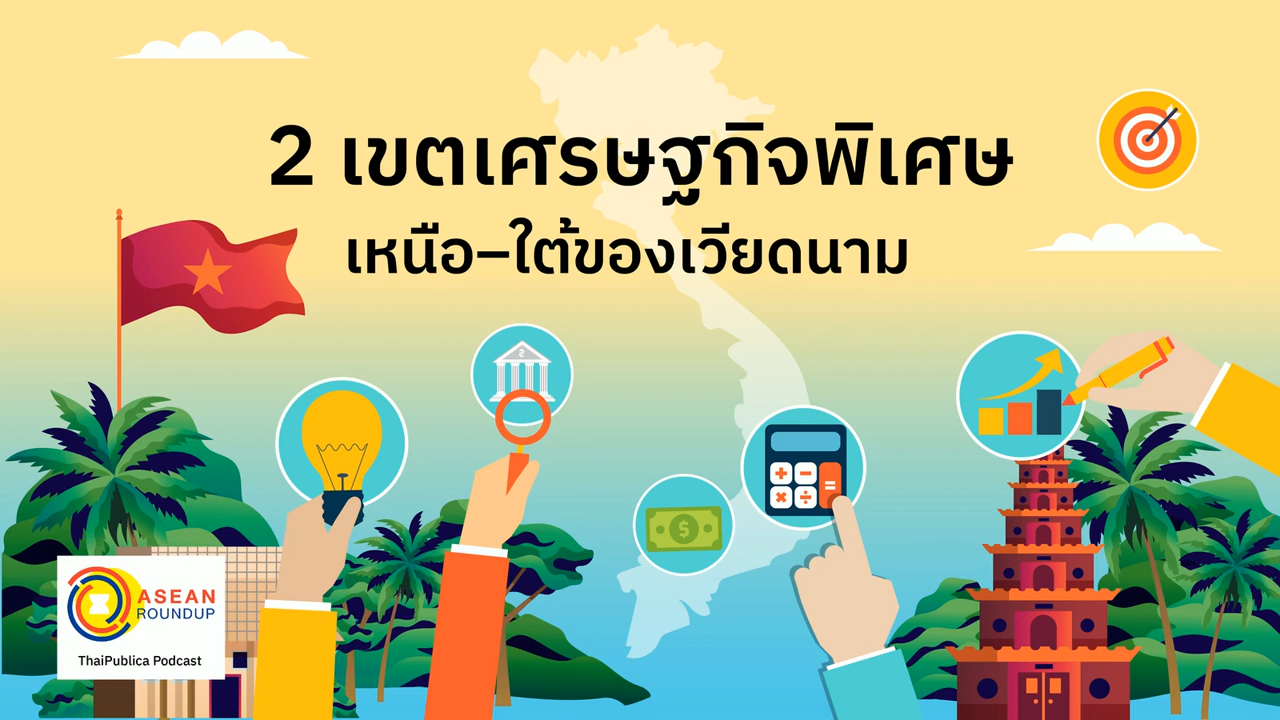 2 เขตเศรษฐกิจพิเศษ
เหนือ–ใต้ของเวียดนาม
ASEAN
ROUNDUP
ThaiPublica Podcast